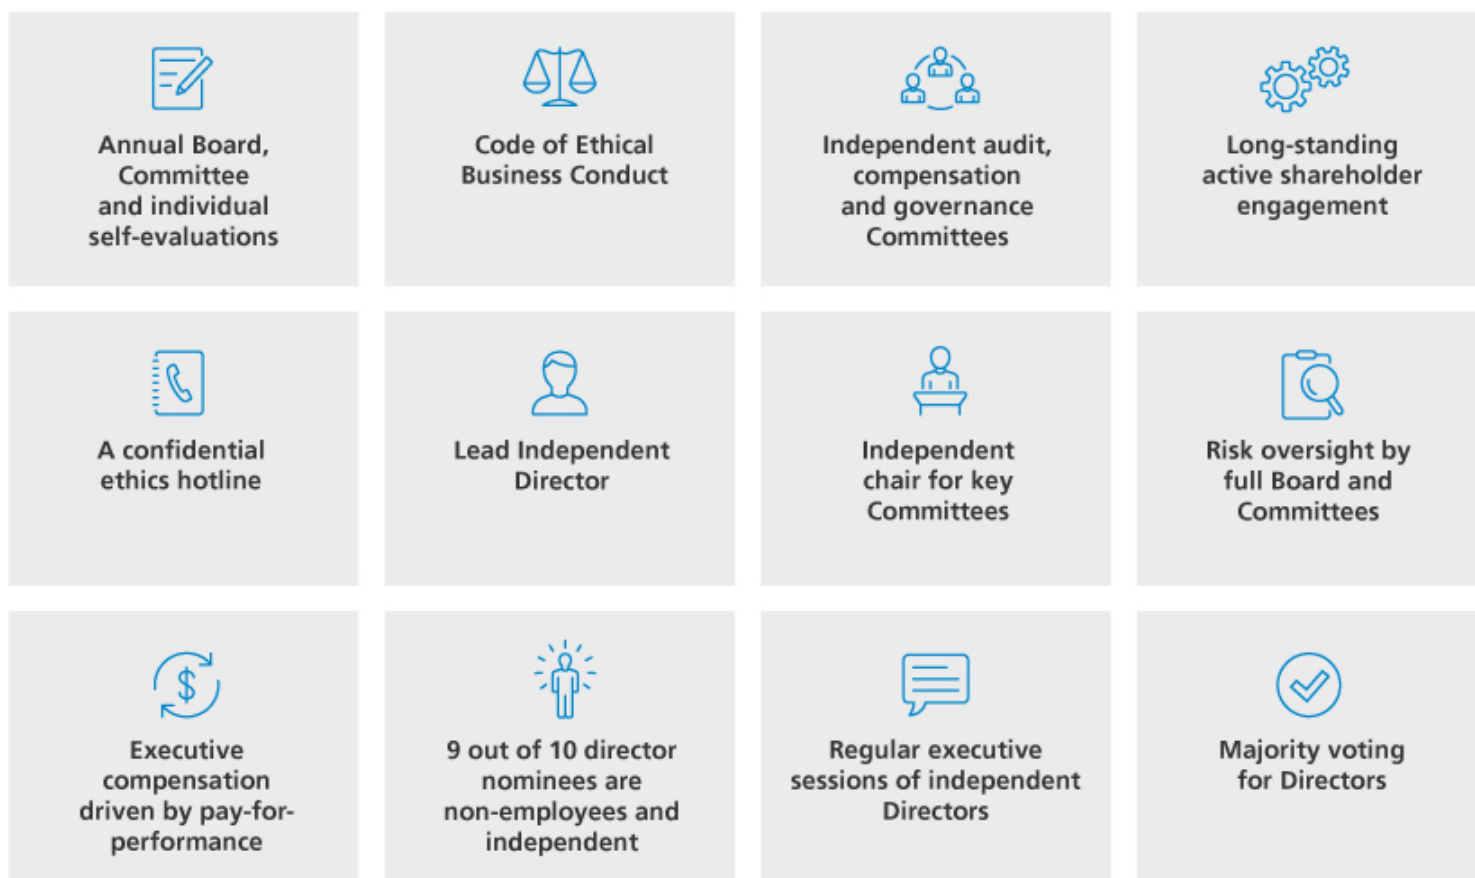 Annual Board,
Committee
and individual
self-evaluations
Code of Ethical
Business Conduct
Independent audit,
compensation
and governance
Committees
Long-standing
active shareholder
engagement
A confidential
ethics hotline
Lead Independent
Director
Independent
chair for key
Committees
Risk oversight by
full Board and
Committees
Executive
compensation
driven by pay-for-
performance
9 out of 10 director
nominees are
non-employees and
independent
Regular executive
sessions of independent
Directors
Majority voting
for Directors